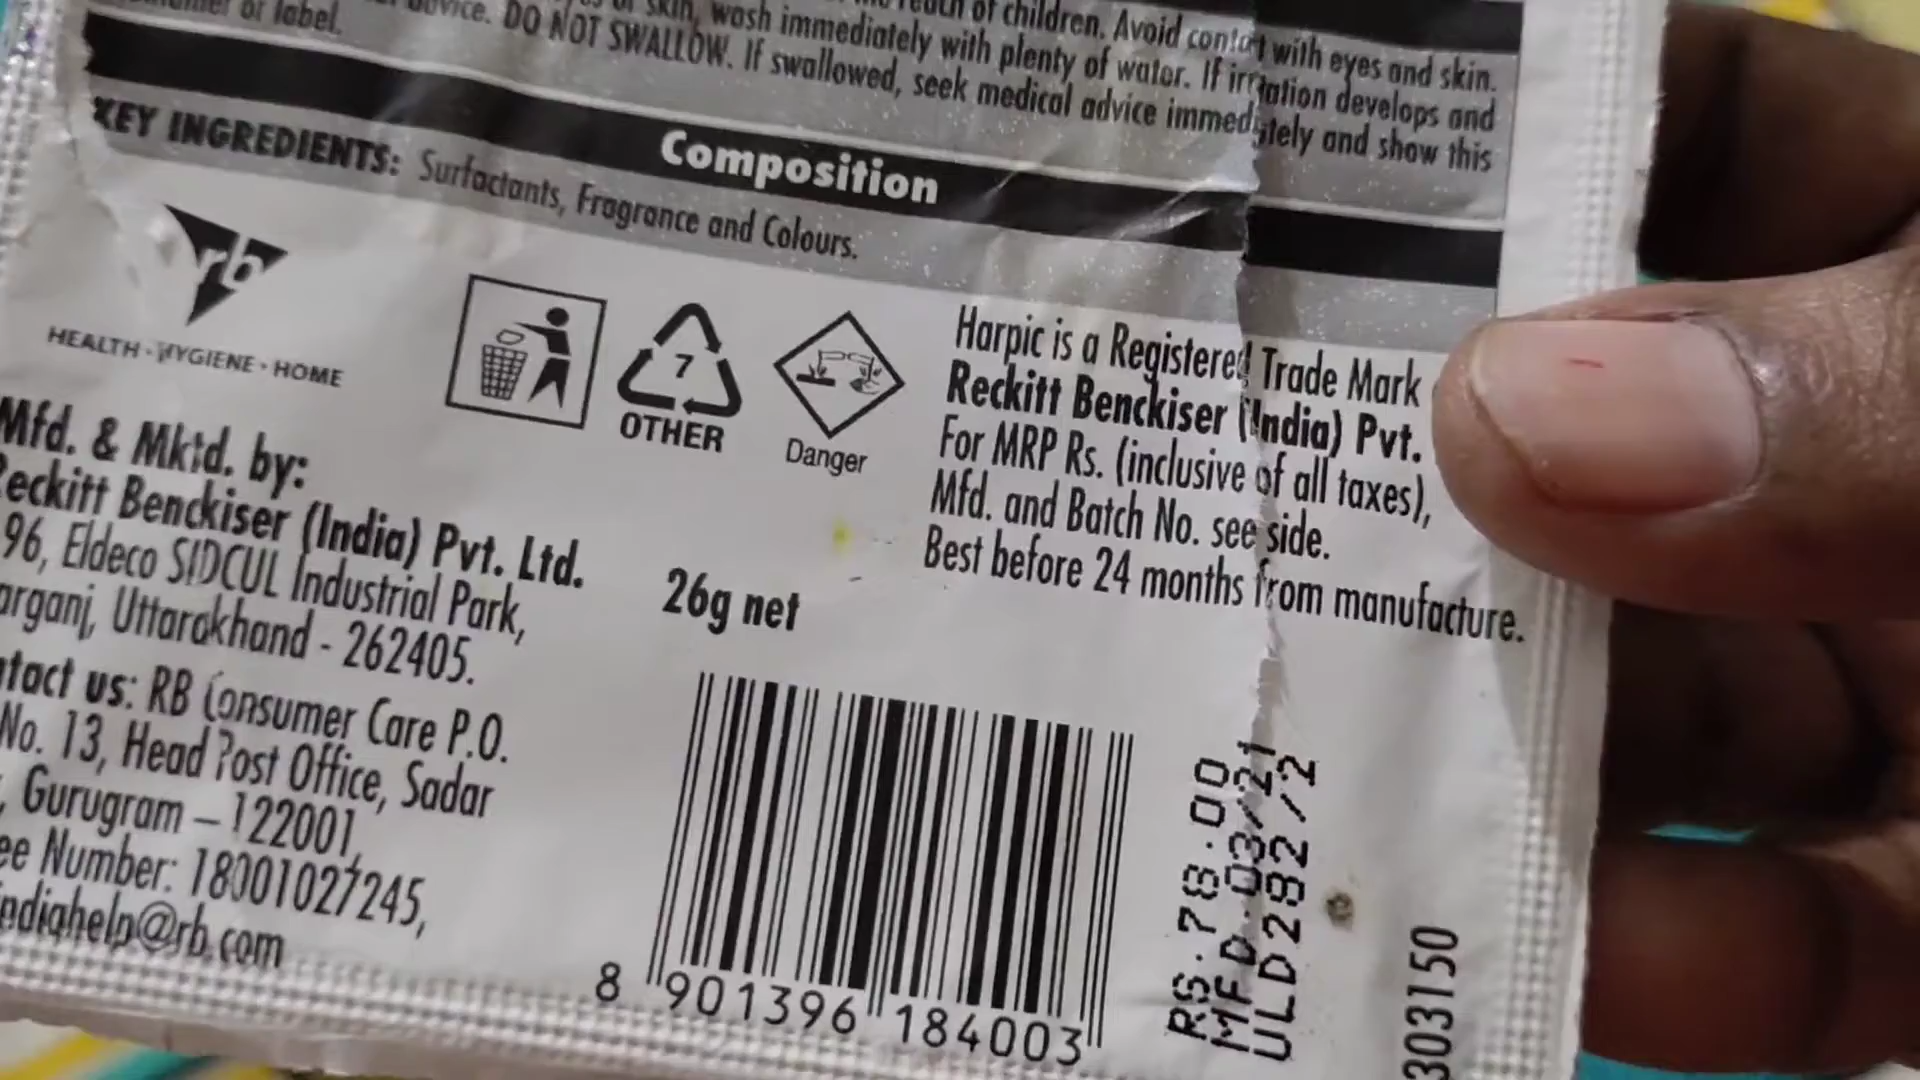 of children. Avoid contact with eyes and skin.
skin, wash immediately with plenty of water. If irritation develops and
DO NOT SWALLOW. If swallowed, seek medical advice immediately and show this
or label.
Composition
KEY INGREDIENTS: Surfactants, Fragrance and Colours.
rb
HEALTH · HYGIENE · HOME
7
OTHER
Danger
Harpic is a Registered Trade Mark
Reckitt Benckiser (India) Pvt.
For MRP Rs. (inclusive of all taxes),
Mfd. and Batch No. see side.
Best before 24 months from manufacture.
Mfd. & Mktd. by:
Reckitt Benckiser (India) Pvt. Ltd.
96, Eldeco SIDCUL Industrial Park,
arganj, Uttarakhand - 262405.
ntact us: RB Consumer Care P.O.
No. 13, Head Post Office, Sadar
, Gurugram – 122001,
ee Number: 18001027245,
indiahelp@rb.com
26g net
8 901396 184003
RS.78.00
MFD.03/21
ULD282/2
303150